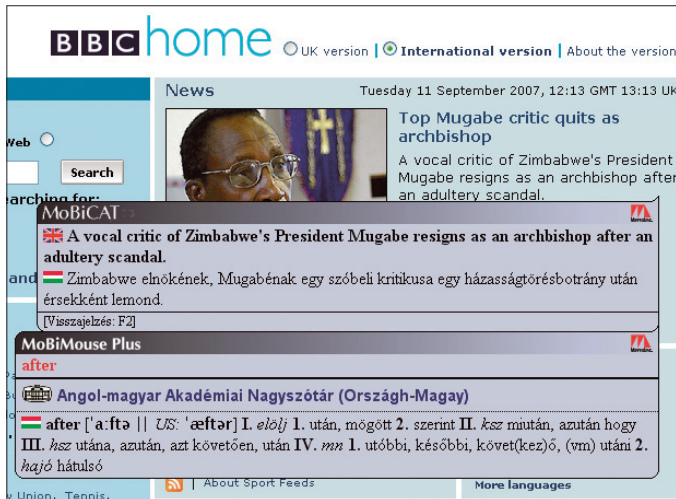 BBC home UK version | International version | About the version
News Tuesday 11 September 2007, 12:13 GMT 13:13 UK
Top Mugabe critic quits as
archbishop
Web
A vocal critic of Zimbabwe's President
Search
Mugabe resigns as an archbishop after
an adultery scandal.
earching for:
MoBiCAT
A vocal critic of Zimbabwe's President Mugabe resigns as an archbishop after an
adultery scandal.
and
Zimbabwe elnökének, Mugabénak egy szóbeli kritikusa egy házasságtörésbotrány után
érsekként lemond.
[Visszajelzés: F2]
MoBiMouse Plus
after
Angol-magyar Akadémiai Nagyszótár (Országh-Magay)
after ['a:ftə || US: 'æftər] I. elölj 1. után, mögött 2. szerint II. ksz miután, azután hogy
III. hsz utána, azután, azt követően, után IV. mn 1. utóbbi, későbbi, követ(kez)ő, (vm) utáni 2.
hajó hátulsó
About Sport Feeds
More languages
Union, Tennis,